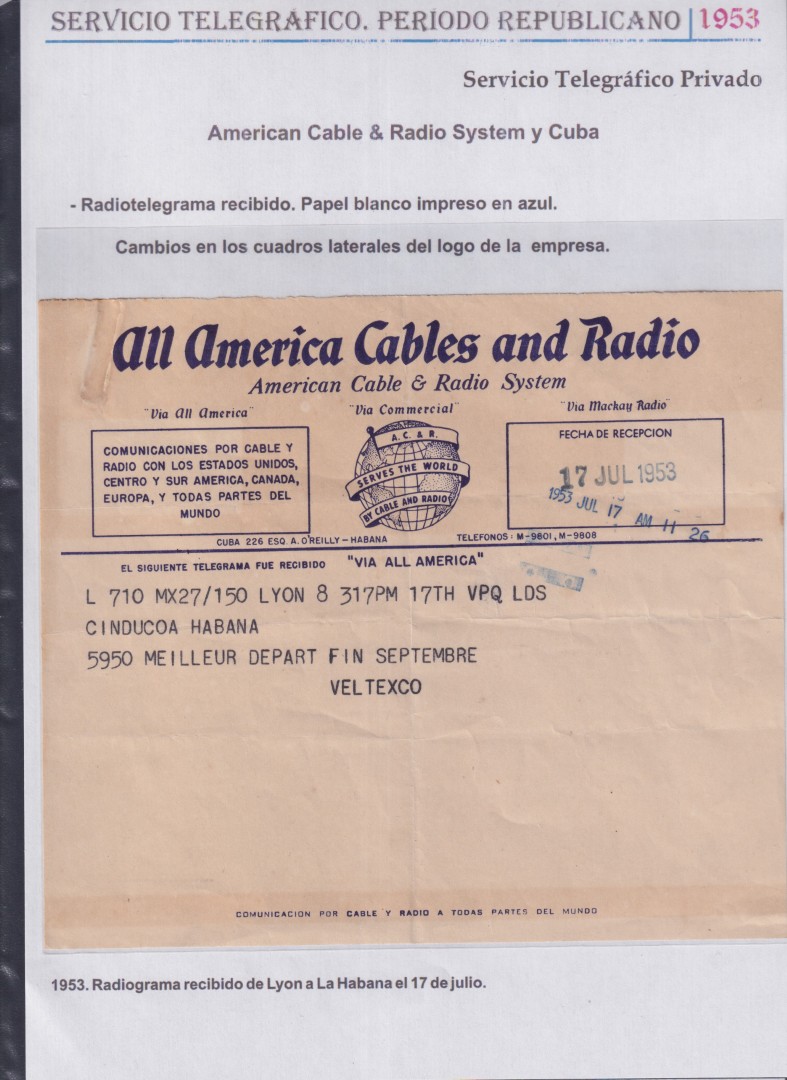 SERVICIO TELEGRÁFICO. PERÍODO REPUBLICANO | 1953
Servicio Telegráfico Privado
American Cable & Radio System y Cuba
- Radiotelegrama recibido. Papel blanco impreso en azul.
Cambios en los cuadros laterales del logo de la empresa.
All America Cables and Radio
American Cable & Radio System
"Via All America" "Via Commercial" "Via Mackay Radio"
COMUNICACIONES POR CABLE Y
RADIO CON LOS ESTADOS UNIDOS,
CENTRO Y SUR AMERICA, CANADA,
EUROPA, Y TODAS PARTES DEL
MUNDO
A. C. & R.
SERVES THE WORLD
BY CABLE AND RADIO
FECHA DE RECEPCION
17 JUL 1953
1953 JUL 17 AM 11 26
CUBA 226 ESQ. A. O'REILLY – HABANA TELEFONOS: M-9801, M-9808
EL SIGUIENTE TELEGRAMA FUE RECIBIDO "VIA ALL AMERICA"
L 710 MX27/150 LYON 8 317PM 17TH VPQ LDS
CINDUCOA HABANA
5950 MEILLEUR DEPART FIN SEPTEMBRE
VELTEXCO
COMUNICACION POR CABLE Y RADIO A TODAS PARTES DEL MUNDO
1953. Radiograma recibido de Lyon a La Habana el 17 de julio.